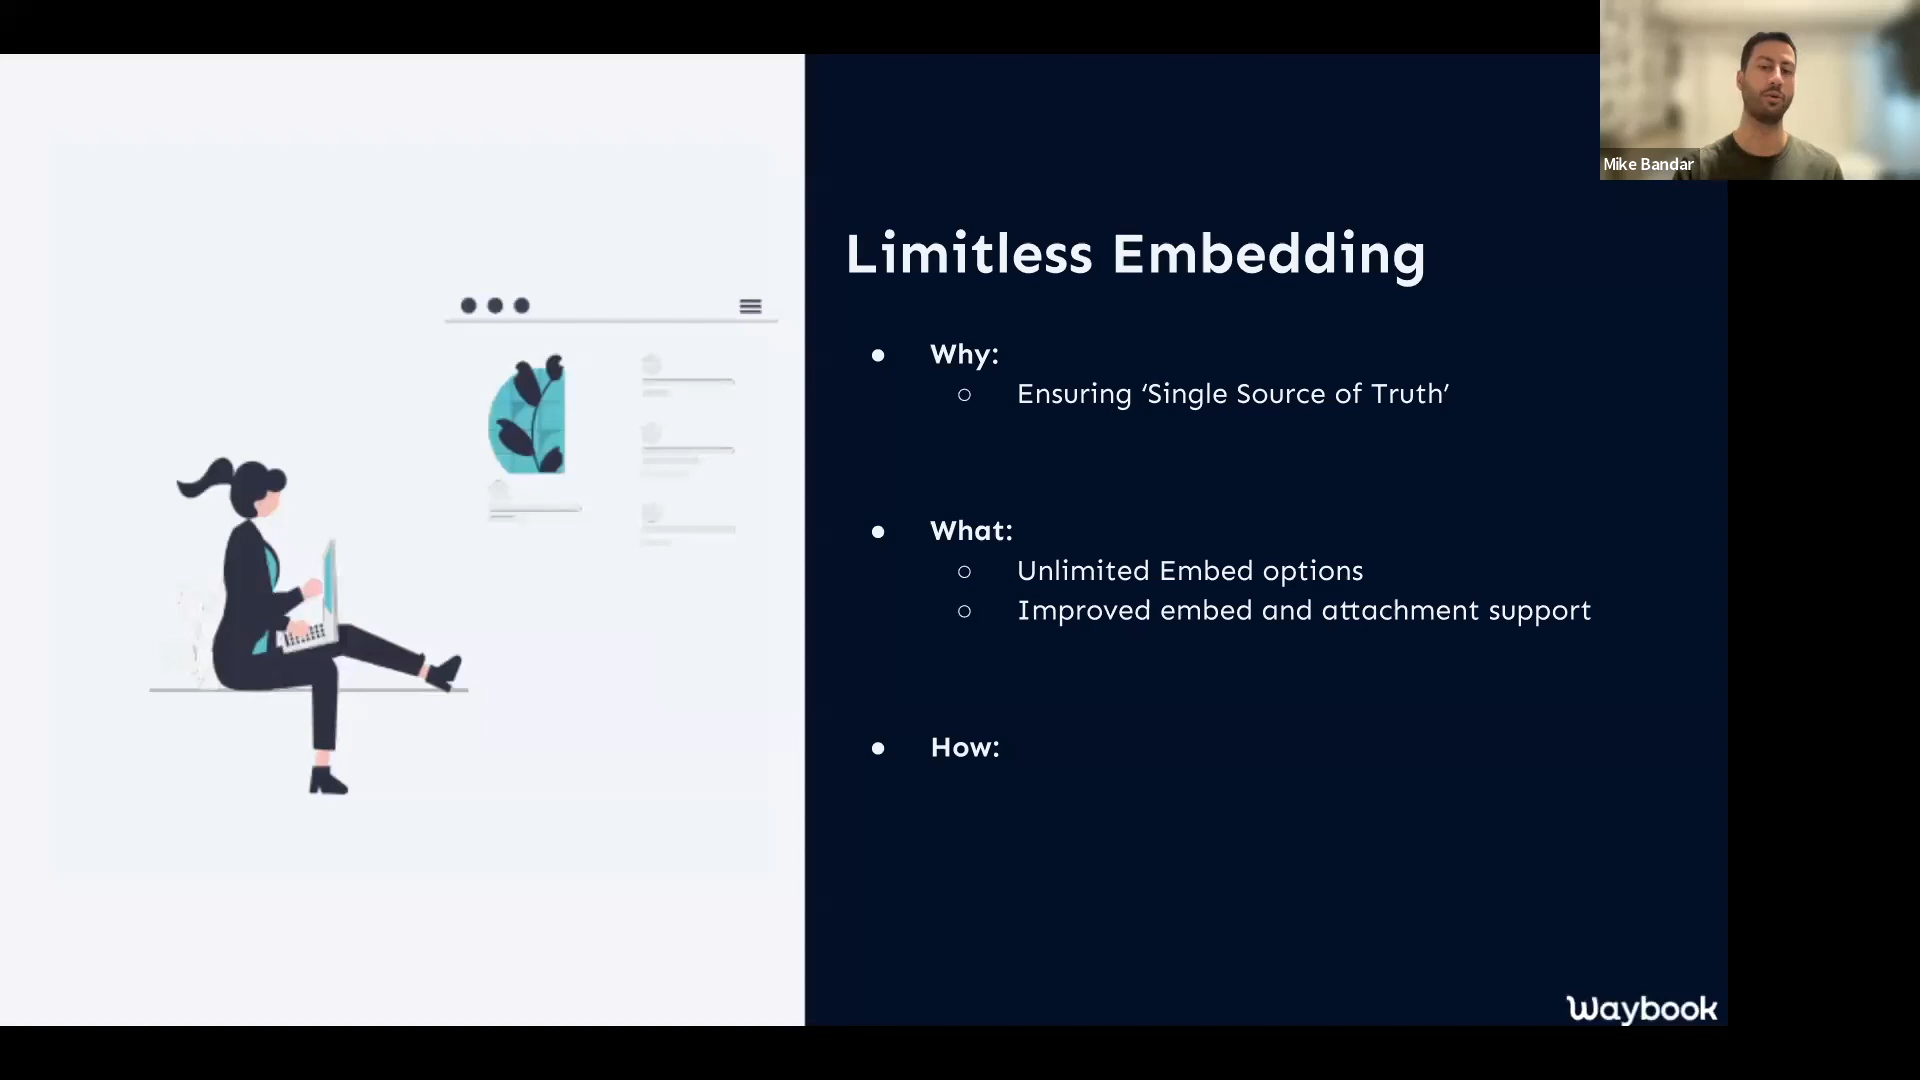 Mike Bandar
Limitless Embedding
● Why:
○ Ensuring ‘Single Source of Truth’
● What:
○ Unlimited Embed options
○ Improved embed and attachment support
● How:
Waybook